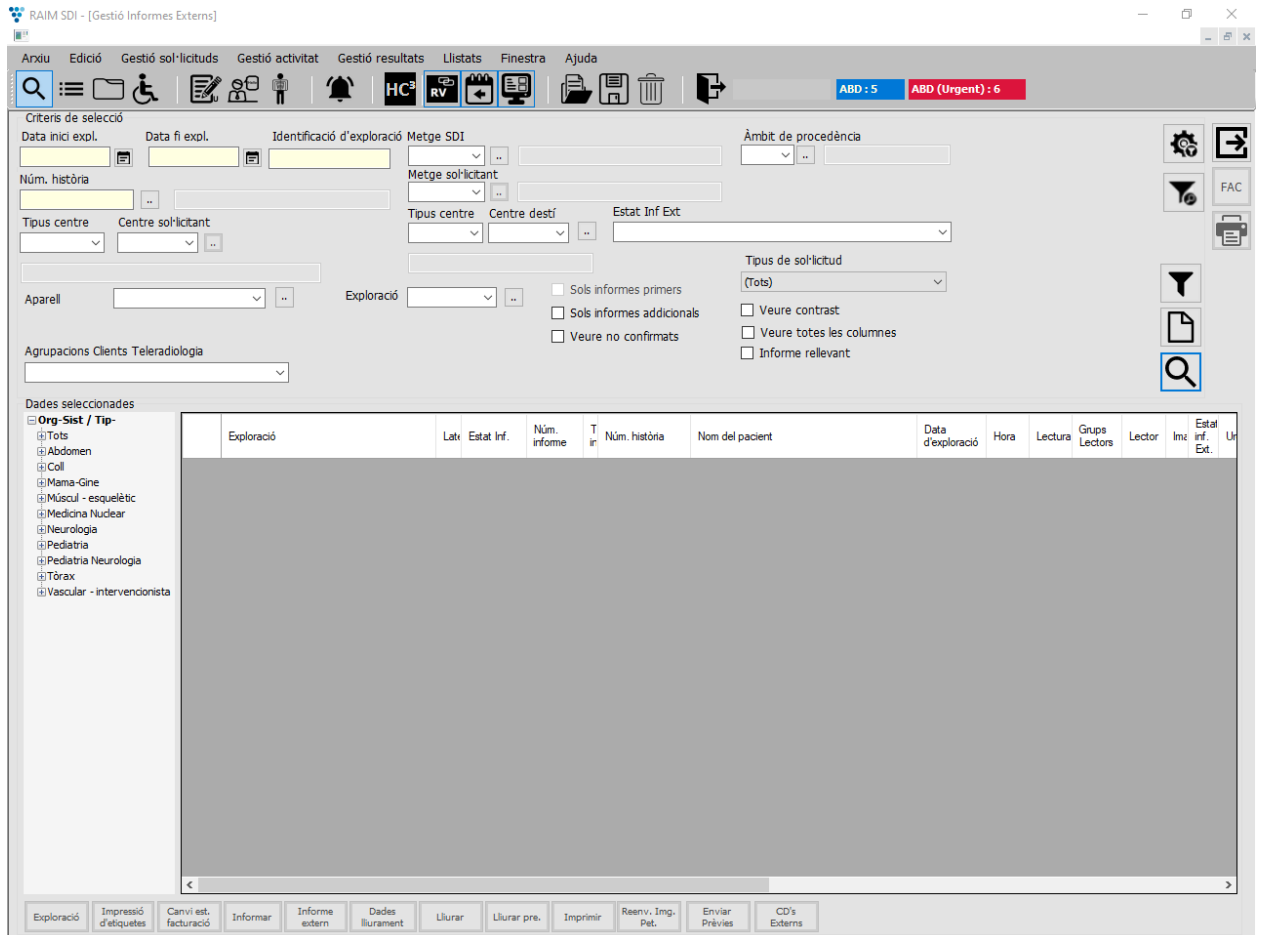 RAIM SDI - [Gestió Informes Externs]
Arxiu Edició Gestió sol·licituds Gestió activitat Gestió resultats Llistats Finestra Ajuda
HC³ RV ABD : 5 ABD (Urgent) : 6
Criteris de selecció
Data inici expl. Data fi expl. Identificació d'exploració Metge SDI Àmbit de procedència
..
..
Núm. història Metge sol·licitant
..
..
FAC
Tipus centre Centre sol·licitant Tipus centre Centre destí Estat Inf Ext
..
..
Tipus de sol·licitud
(Tots)
Aparell .. Exploració .. Sols informes primers
Sols informes addicionals Veure contrast
Veure no confirmats Veure totes les columnes
Informe rellevant
Agrupacions Clients Teleradiologia
Dades seleccionades
Org-Sist / Tip-
Tots
Abdomen
Coll
Mama-Gine
Múscul - esquelètic
Medicina Nuclear
Neurologia
Pediatria
Pediatria Neurologia
Tòrax
Vascular - intervencionista
Exploració Late Estat Inf. Núm. informe T in Núm. història Nom del pacient Data d'exploració Hora Lectura Grups Lectors Lector Ima Estat inf. Ext. Ur
Exploració Impressió d'etiquetes Canvi est. facturació Informar Informe extern Dades lliurament Lliurar Lliurar pre. Imprimir Reenv. Img. Pet. Enviar Prèvies CD's Externs